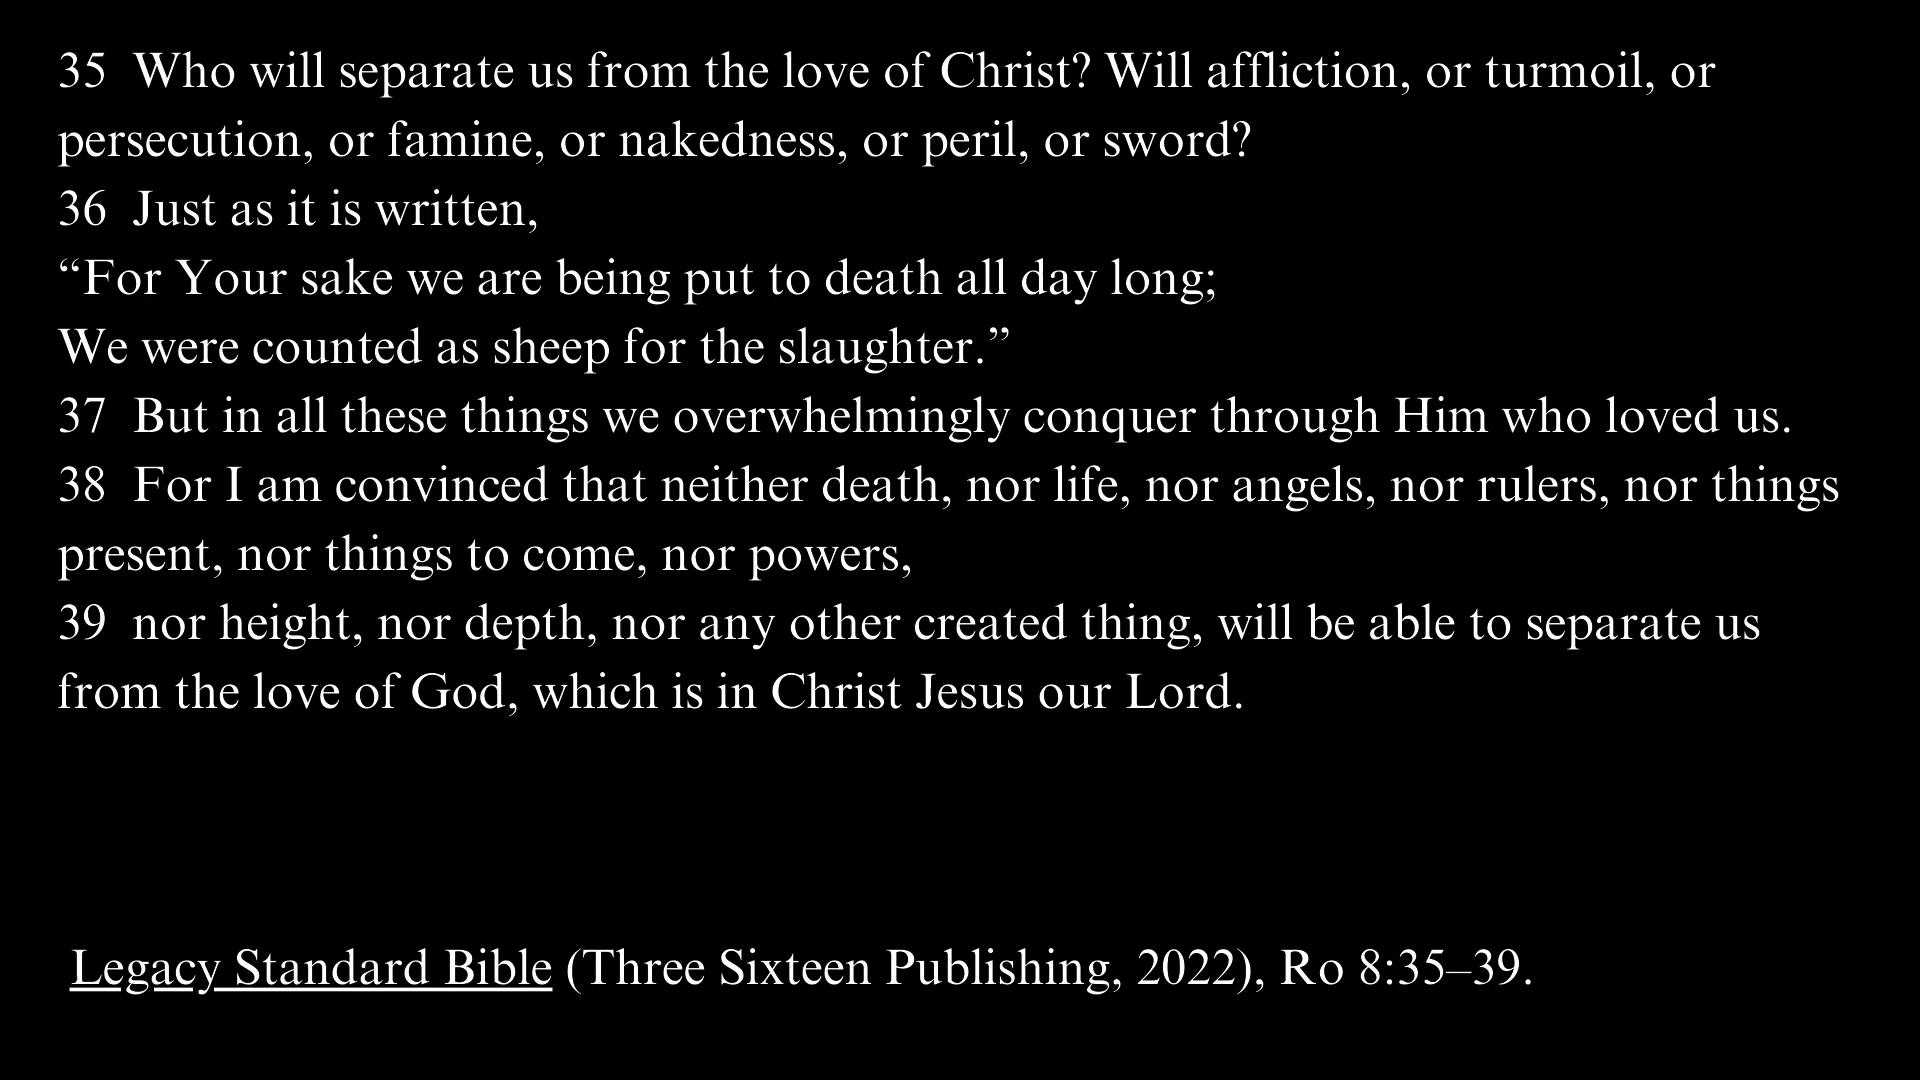 35  Who will separate us from the love of Christ? Will affliction, or turmoil, or
persecution, or famine, or nakedness, or peril, or sword?
36  Just as it is written,
“For Your sake we are being put to death all day long;
We were counted as sheep for the slaughter.”
37  But in all these things we overwhelmingly conquer through Him who loved us.
38  For I am convinced that neither death, nor life, nor angels, nor rulers, nor things
present, nor things to come, nor powers,
39  nor height, nor depth, nor any other created thing, will be able to separate us
from the love of God, which is in Christ Jesus our Lord.
Legacy Standard Bible (Three Sixteen Publishing, 2022), Ro 8:35–39.